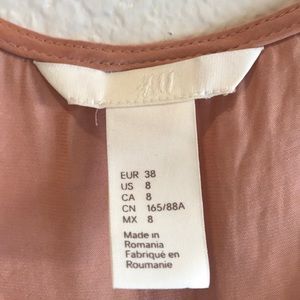 H&M
EUR 38
US 8
CA 8
CN 165/88A
MX 8
Made in
Romania
Fabriqué en
Roumanie